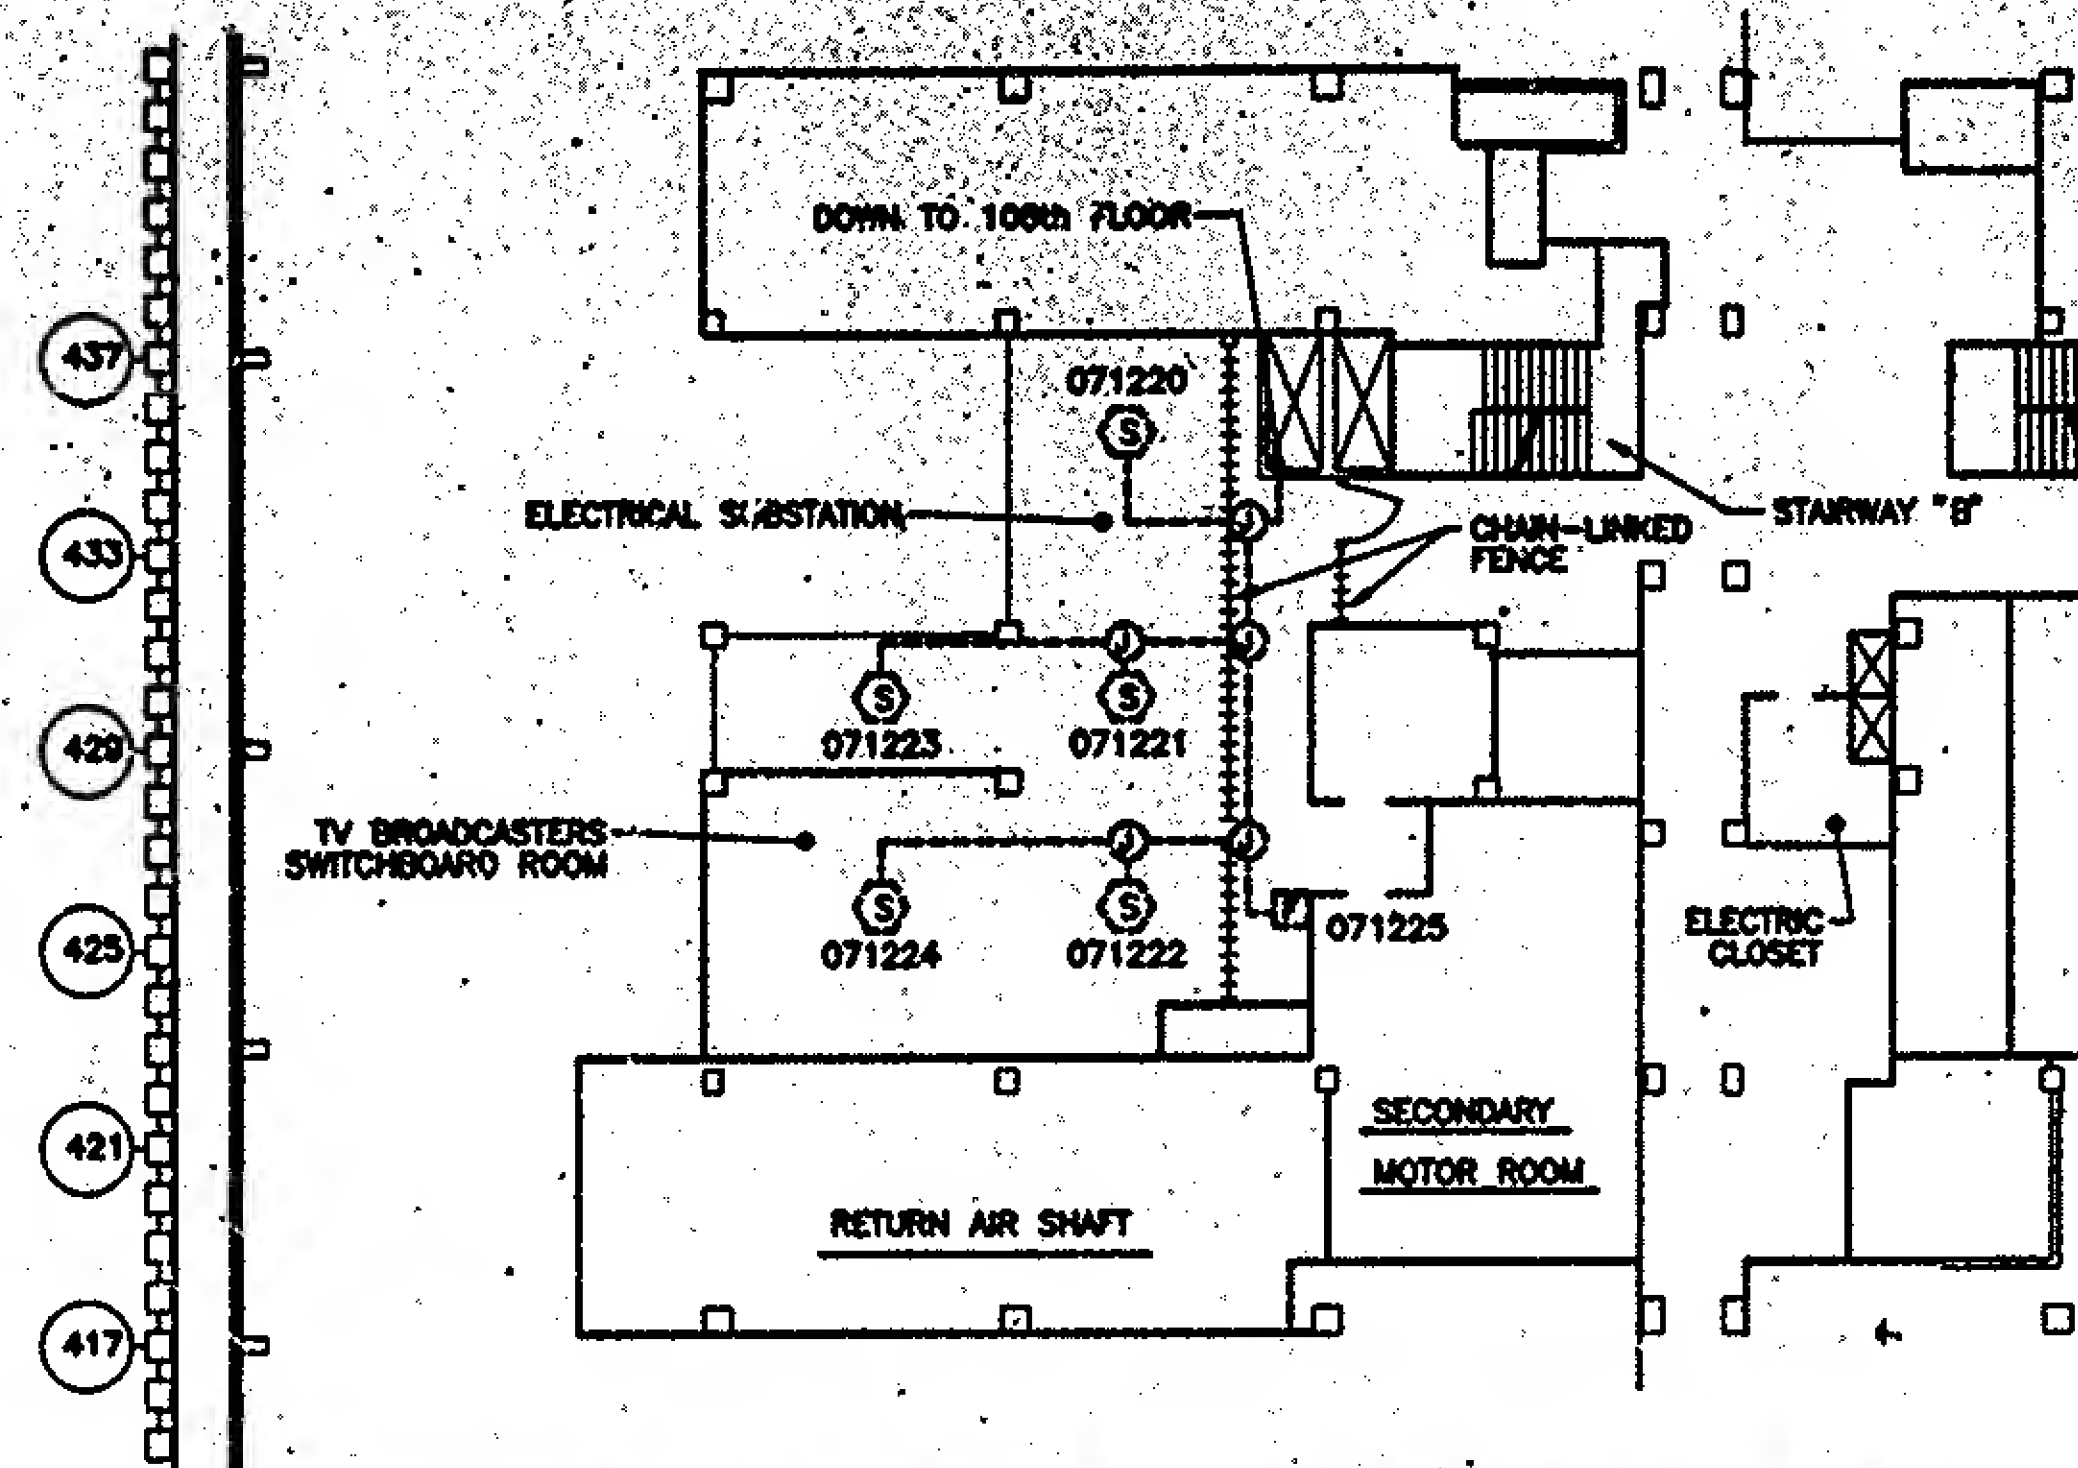 DOWN TO 108th FLOOR
437
071220
ELECTRICAL SUBSTATION
STAIRWAY "B"
CHAIN-LINKED
FENCE
433
S
J
J
J
S
S
071223
071221
429
TV BROADCASTERS
SWITCHBOARD ROOM
J
J
S
S
071224
071222
071225
ELECTRIC
CLOSET
425
SECONDARY
MOTOR ROOM
421
RETURN AIR SHAFT
417